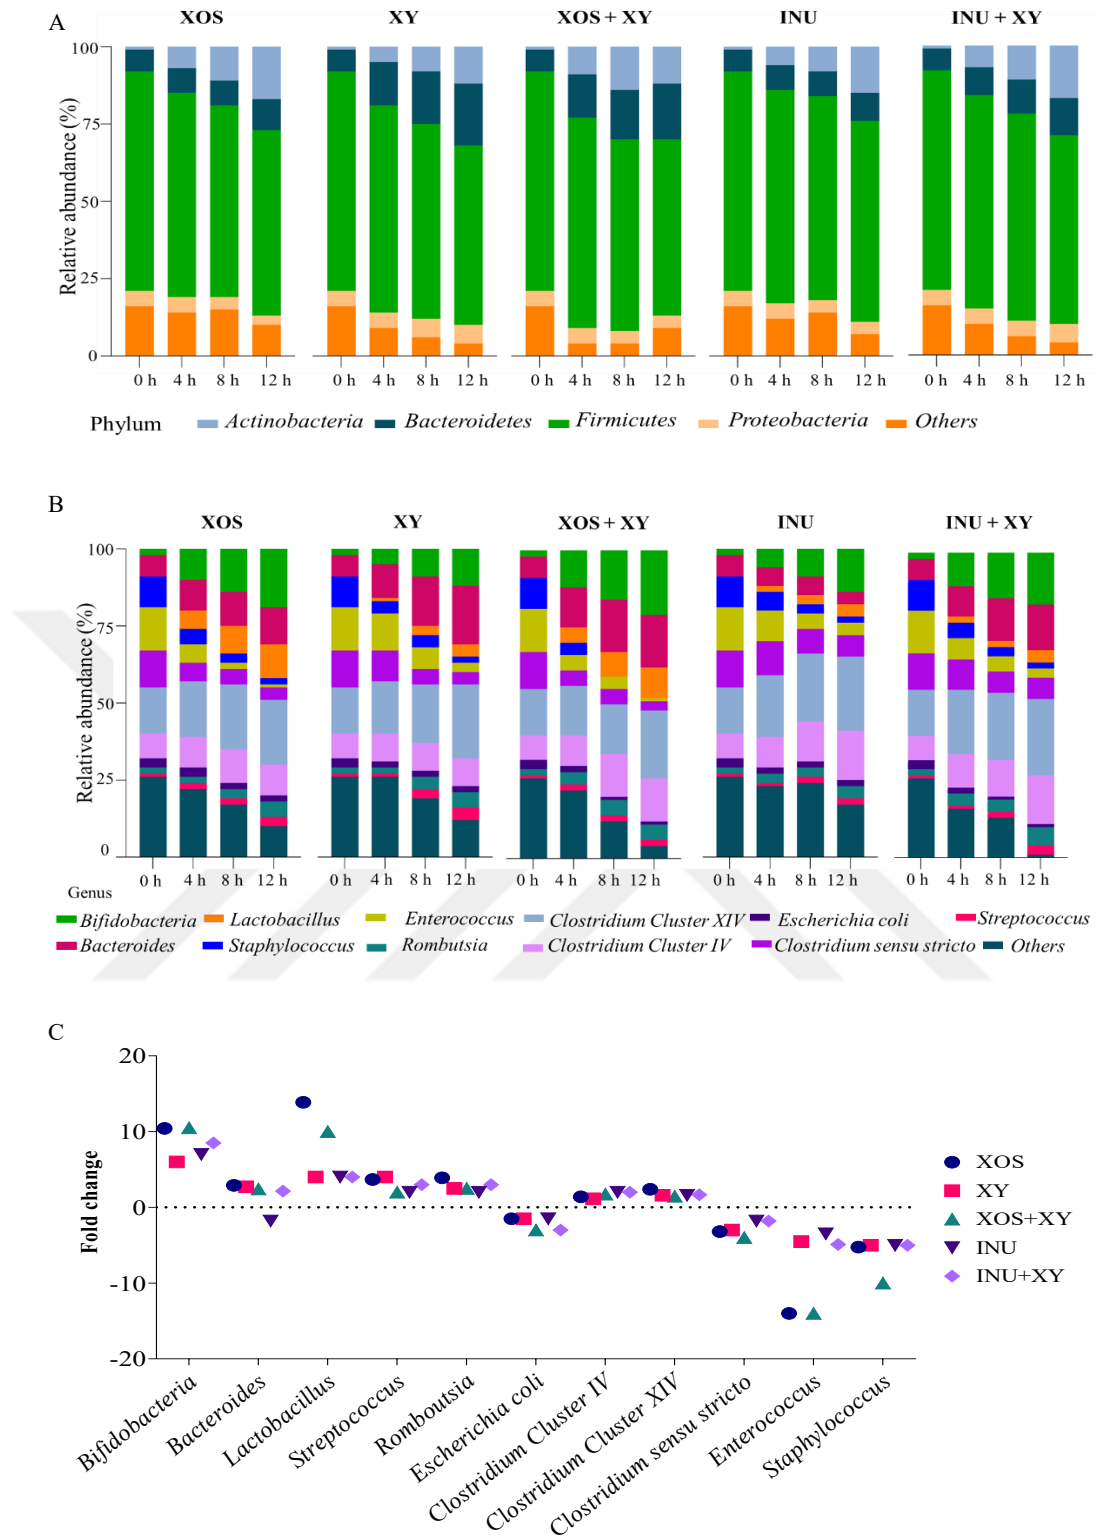 A
XOS XY XOS + XY INU INU + XY
Relative abundance (%)
100
75
50
25
0
0 h 4 h 8 h 12 h 0 h 4 h 8 h 12 h 0 h 4 h 8 h 12 h 0 h 4 h 8 h 12 h 0 h 4 h 8 h 12 h
Phylum Actinobacteria Bacteroidetes Firmicutes Proteobacteria Others
B
XOS XY XOS + XY INU INU + XY
Relative abundance (%)
100
75
50
25
0
0 h 4 h 8 h 12 h 0 h 4 h 8 h 12 h 0 h 4 h 8 h 12 h 0 h 4 h 8 h 12 h 0 h 4 h 8 h 12 h
Genus
Bifidobacteria Lactobacillus Enterococcus Clostridium Cluster XIV Escherichia coli Streptococcus
Bacteroides Staphylococcus Rombutsia Clostridium Cluster IV Clostridium sensu stricto Others
C
Fold change
20
10
0
-10
-20
XOS
XY
XOS+XY
INU
INU+XY
Bifidobacteria
Bacteroides
Lactobacillus
Streptococcus
Romboutsia
Escherichia coli
Clostridium Cluster IV
Clostridium Cluster XIV
Clostridium sensu stricto
Enterococcus
Staphylococcus